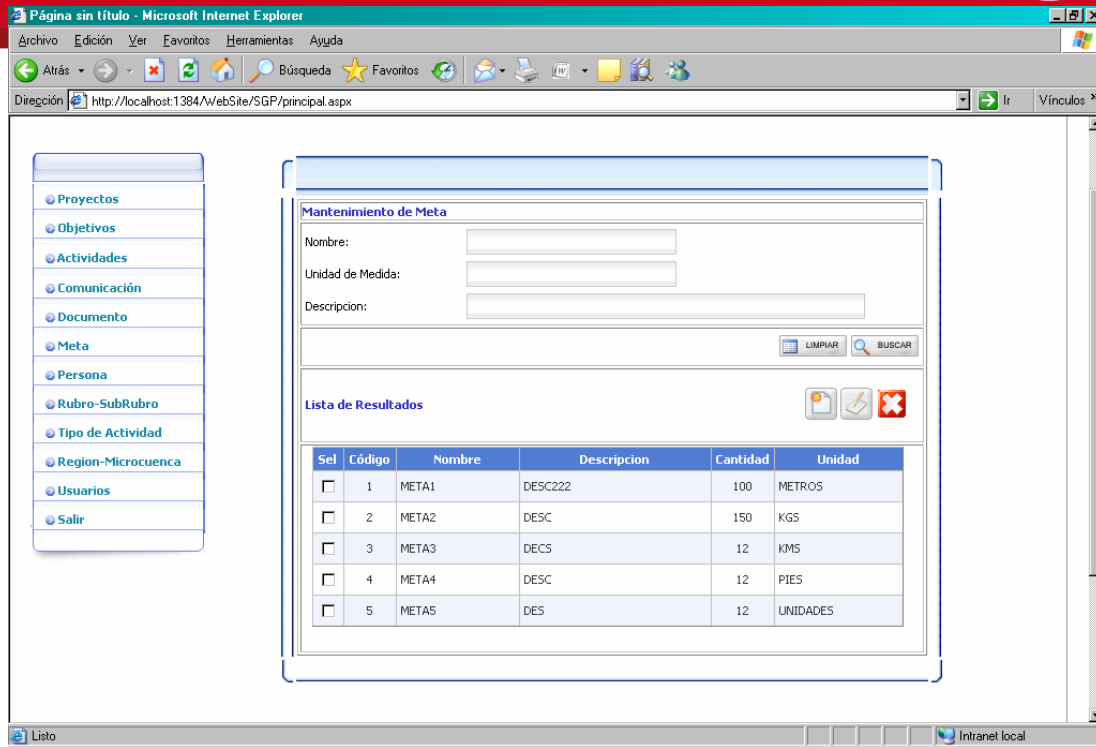 Página sin título - Microsoft Internet Explorer
Archivo Edición Ver Favoritos Herramientas Ayuda
Atrás Búsqueda Favoritos
Dirección http://localhost:1384/WebSite/SGP/principal.aspx Ir Vínculos »
Proyectos
Objetivos
Actividades
Comunicación
Documento
Meta
Persona
Rubro-SubRubro
Tipo de Actividad
Region-Microcuenca
Usuarios
Salir
Mantenimiento de Meta
Nombre:
Unidad de Medida:
Descripcion:
LIMPIAR BUSCAR
Lista de Resultados
Sel Código Nombre Descripcion Cantidad Unidad
1 META1 DESC222 100 METROS
2 META2 DESC 150 KGS
3 META3 DECS 12 KMS
4 META4 DESC 12 PIES
5 META5 DES 12 UNIDADES
Listo Intranet local